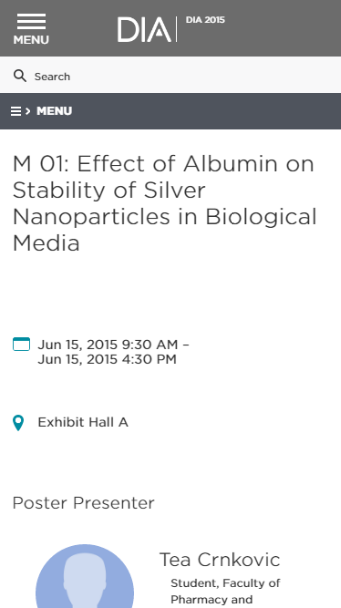 MENU
DIA
DIA 2015
Search
MENU
M 01: Effect of Albumin on
Stability of Silver
Nanoparticles in Biological
Media
Jun 15, 2015 9:30 AM –
Jun 15, 2015 4:30 PM
Exhibit Hall A
Poster Presenter
Tea Crnkovic
Student, Faculty of
Pharmacy and